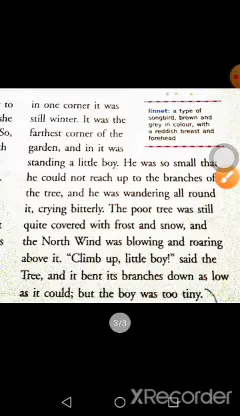 to
she
So,
in one corner it was
still winter. It was the
farthest corner of the
garden, and in it was
standing a little boy. He was so small that
he could not reach up to the branches of
the tree, and he was wandering all round
it, crying bitterly. The poor tree was still
quite covered with frost and snow, and
the North Wind was blowing and roaring
above it. “Climb up, little boy!” said the
Tree, and it bent its branches down as low
as it could; but the boy was too tiny.
linnet: a type of
songbird, brown and
grey in colour, with
a reddish breast and
forehead
3/3
XRecorder